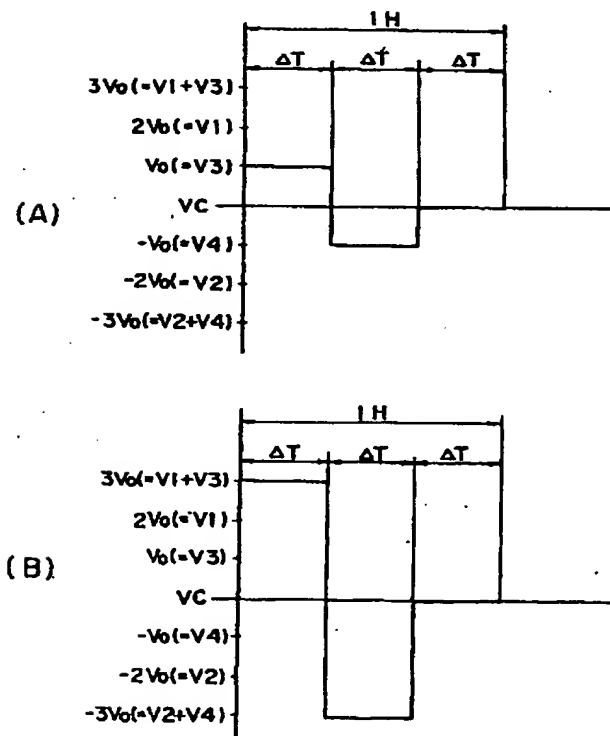 1H
ΔT ΔT ΔT
3Vo(=V1+V3)
2Vo(=V1)
Vo(=V3)
(A)
VC
-Vo(=V4)
-2Vo(=V2)
-3Vo(=V2+V4)
1H
ΔT ΔT ΔT
3Vo(=V1+V3)
2Vo(=V1)
Vo(=V3)
(B)
VC
-Vo(=V4)
-2Vo(=V2)
-3Vo(=V2+V4)